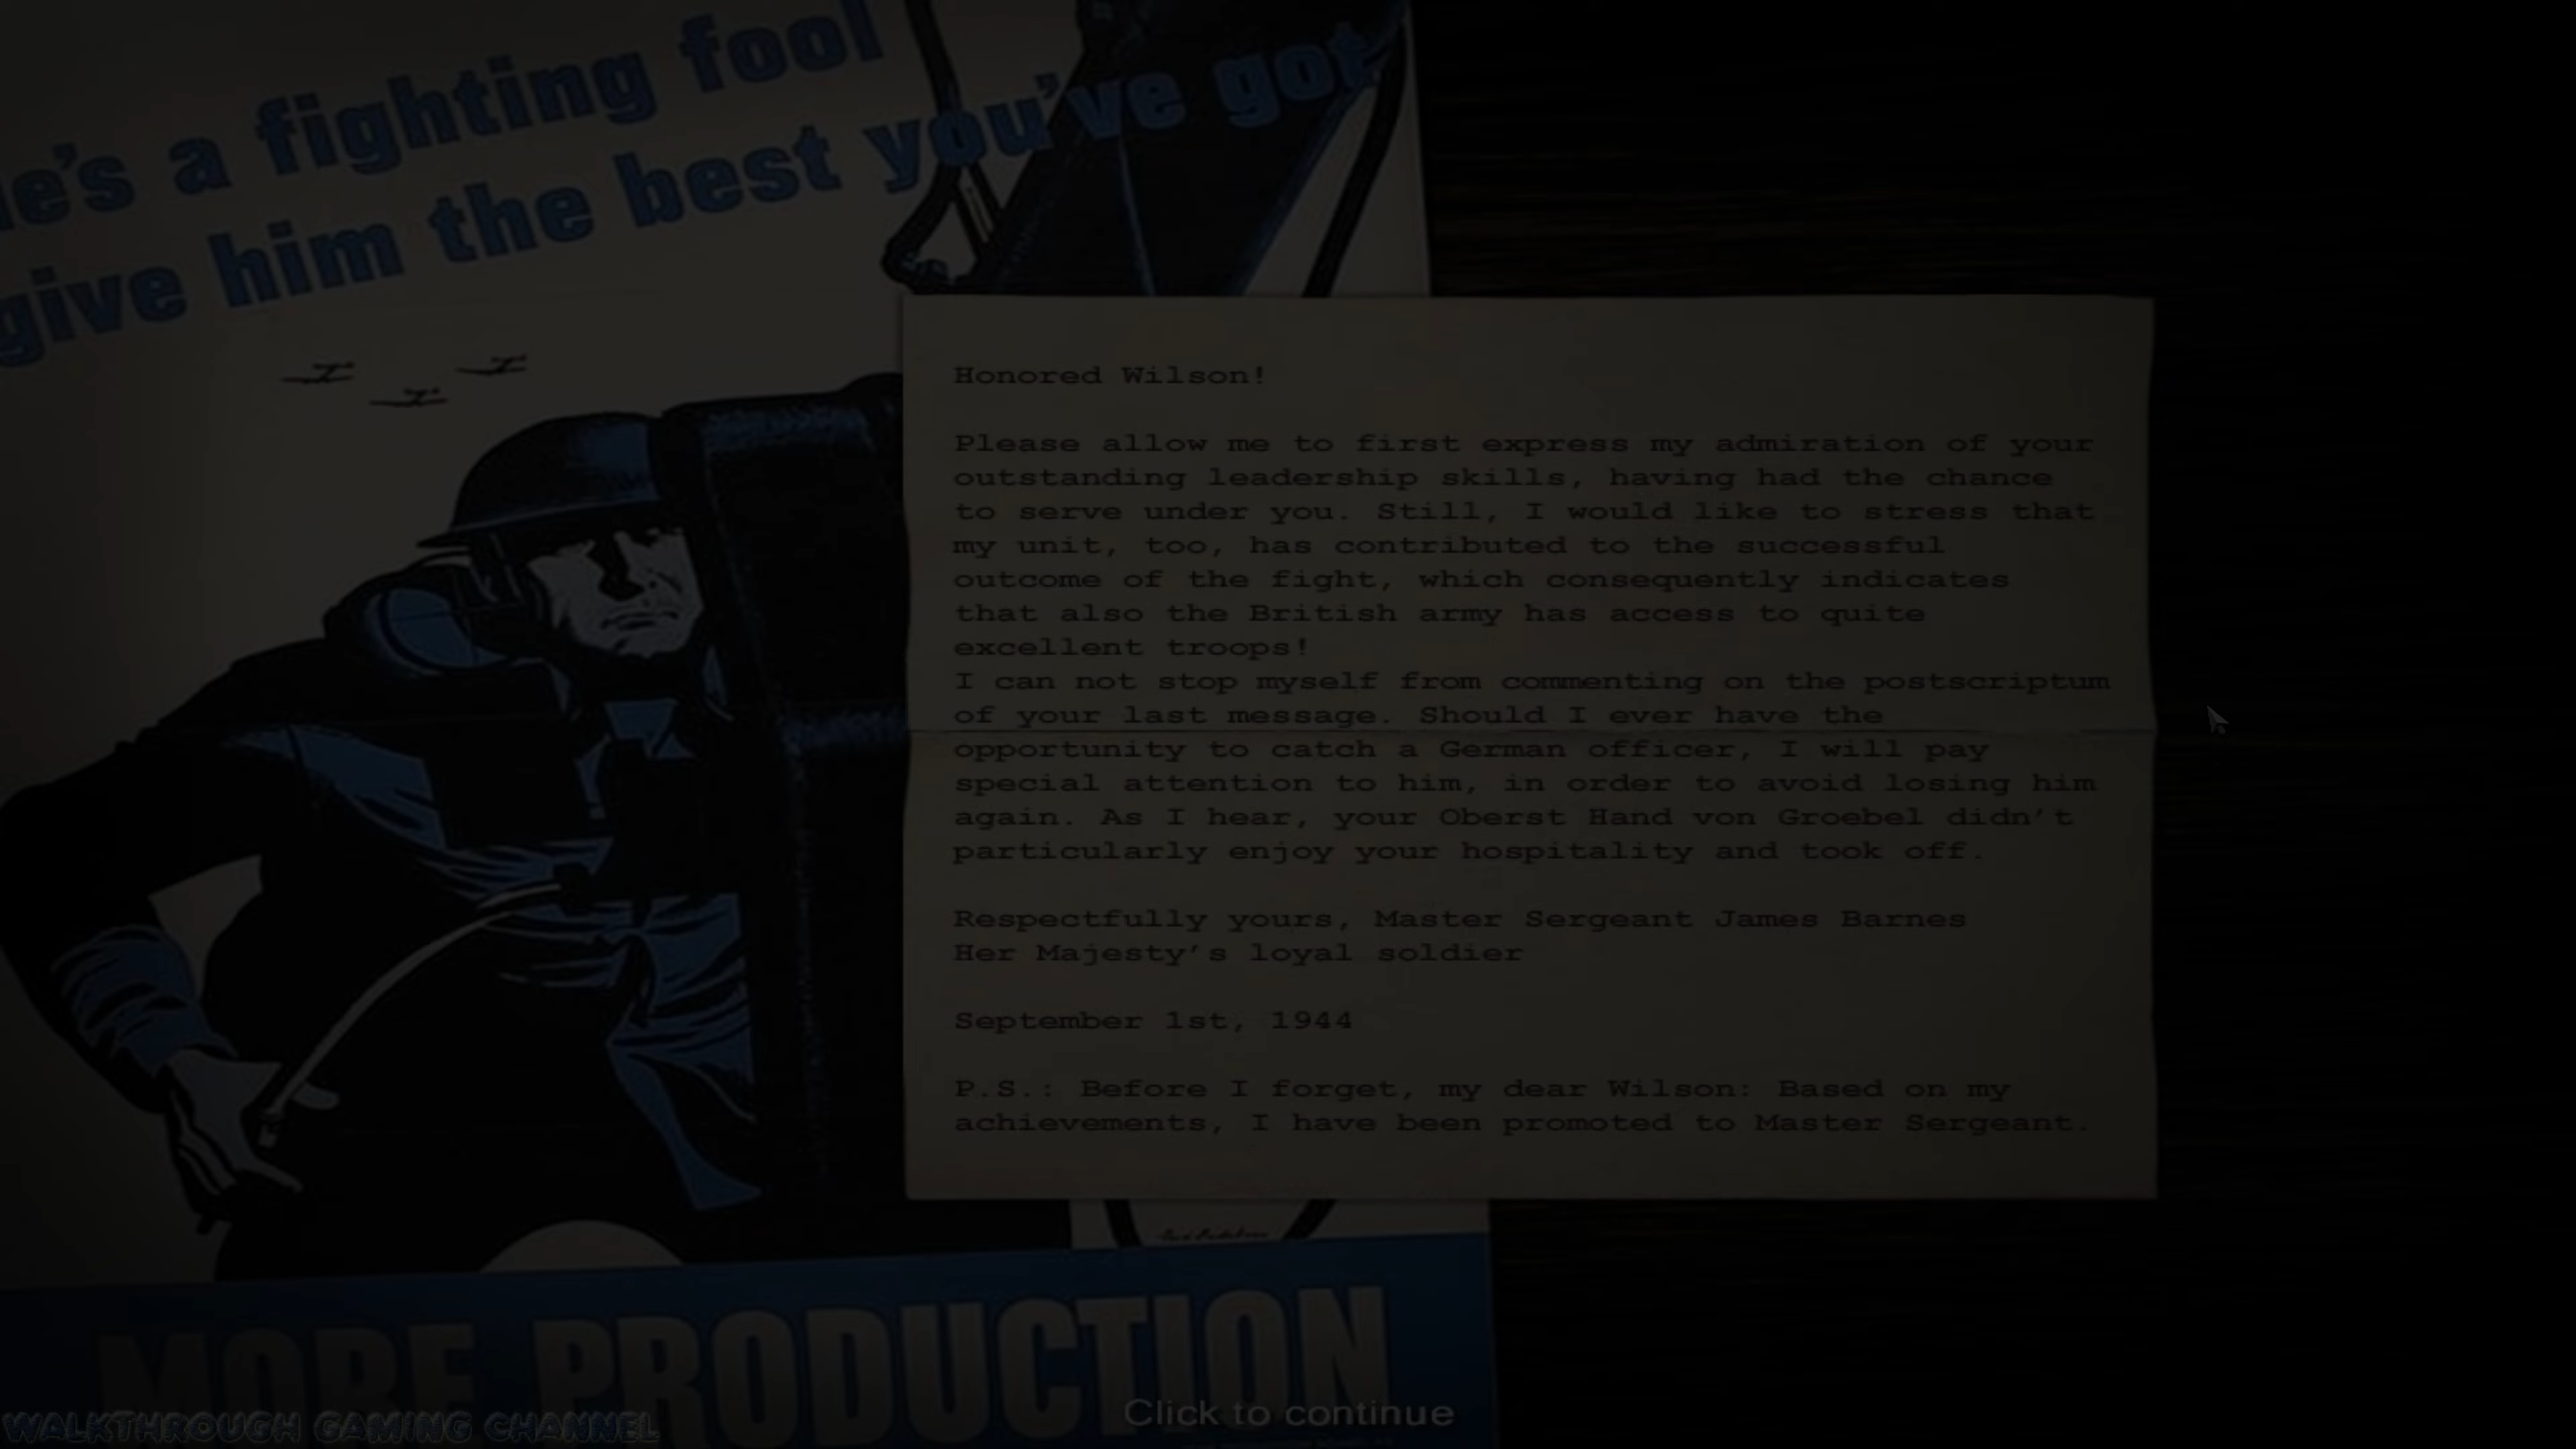 he's a fighting fool
give him the best you've got
Honored Wilson!
Please allow me to first express my admiration of your
outstanding leadership skills, having had the chance
to serve under you. Still, I would like to stress that
my unit, too, has contributed to the successful
outcome of the fight, which consequently indicates
that also the British army has access to quite
excellent troops!
I can not stop myself from commenting on the postscriptum
of your last message. Should I ever have the
opportunity to catch a German officer, I will pay
special attention to him, in order to avoid losing him
again. As I hear, your Oberst Hand von Groebel didn't
particularly enjoy your hospitality and took off.
Respectfully yours, Master Sergeant James Barnes
Her Majesty's loyal soldier
September 1st, 1944
P.S.: Before I forget, my dear Wilson: Based on my
achievements, I have been promoted to Master Sergeant.
MORE PRODUCTION
Click to continue
WALKTHROUGH GAMING CHANNEL